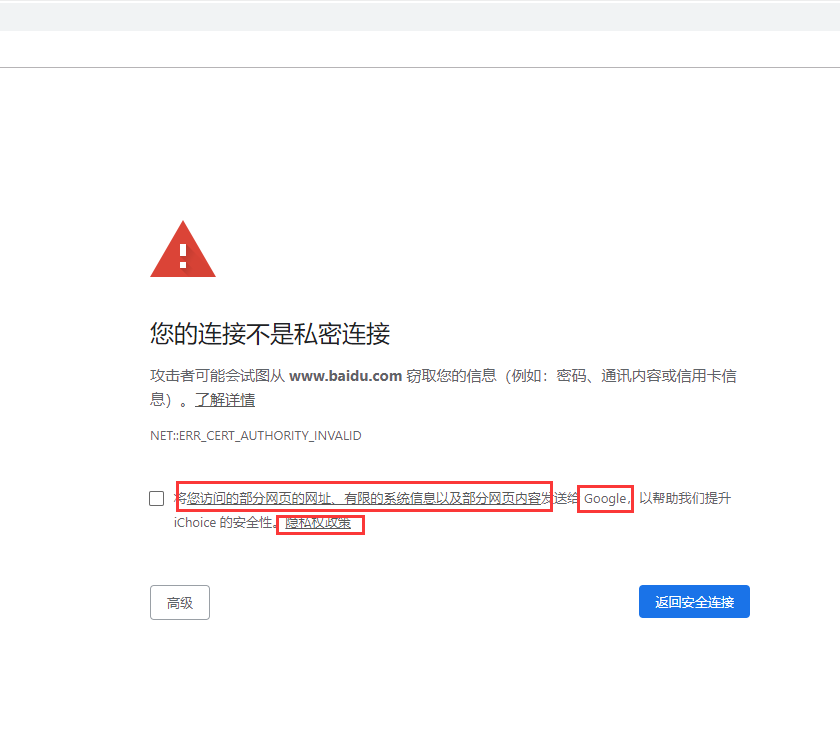 您的连接不是私密连接
攻击者可能会试图从 www.baidu.com 窃取您的信息（例如：密码、通讯内容或信用卡信
息）。了解详情
NET::ERR_CERT_AUTHORITY_INVALID
将您访问的部分网页的网址、有限的系统信息以及部分网页内容发送给 Google，以帮助我们提升
iChoice 的安全性。隐私权政策
高级
返回安全连接